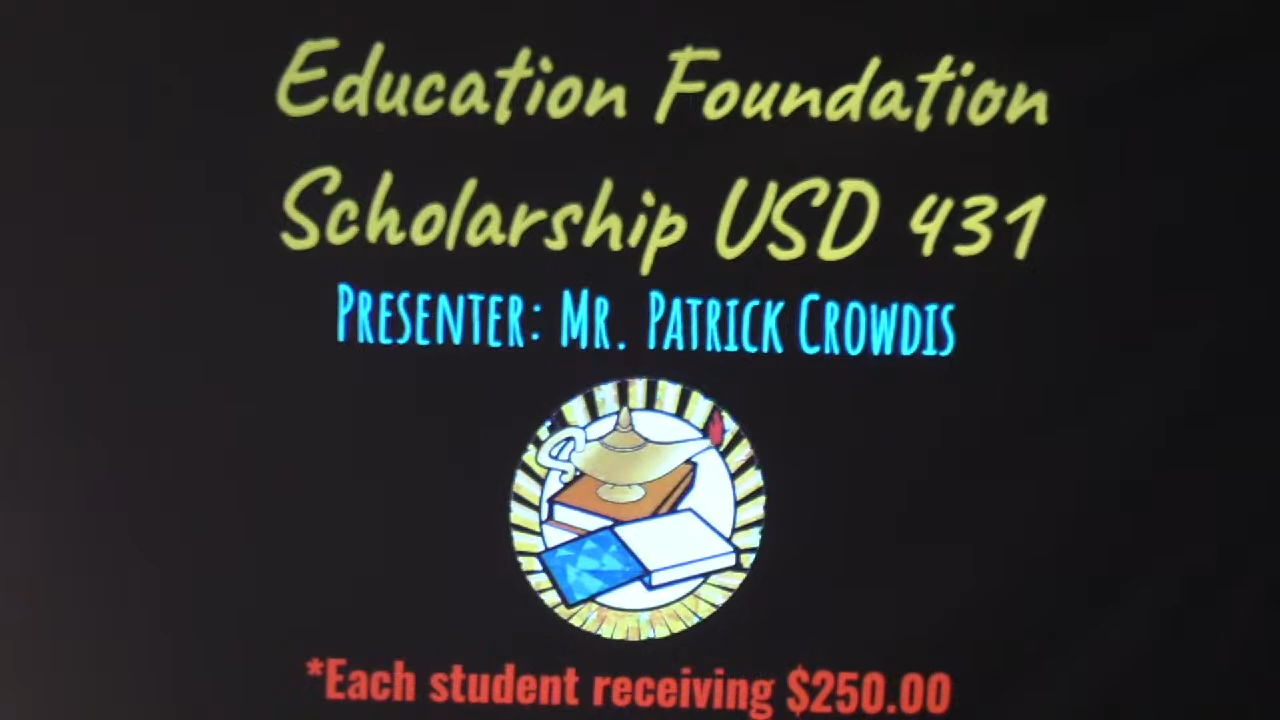 Education Foundation
Scholarship USD 431
Presenter: Mr. Patrick Crowdis
*Each student receiving $250.00